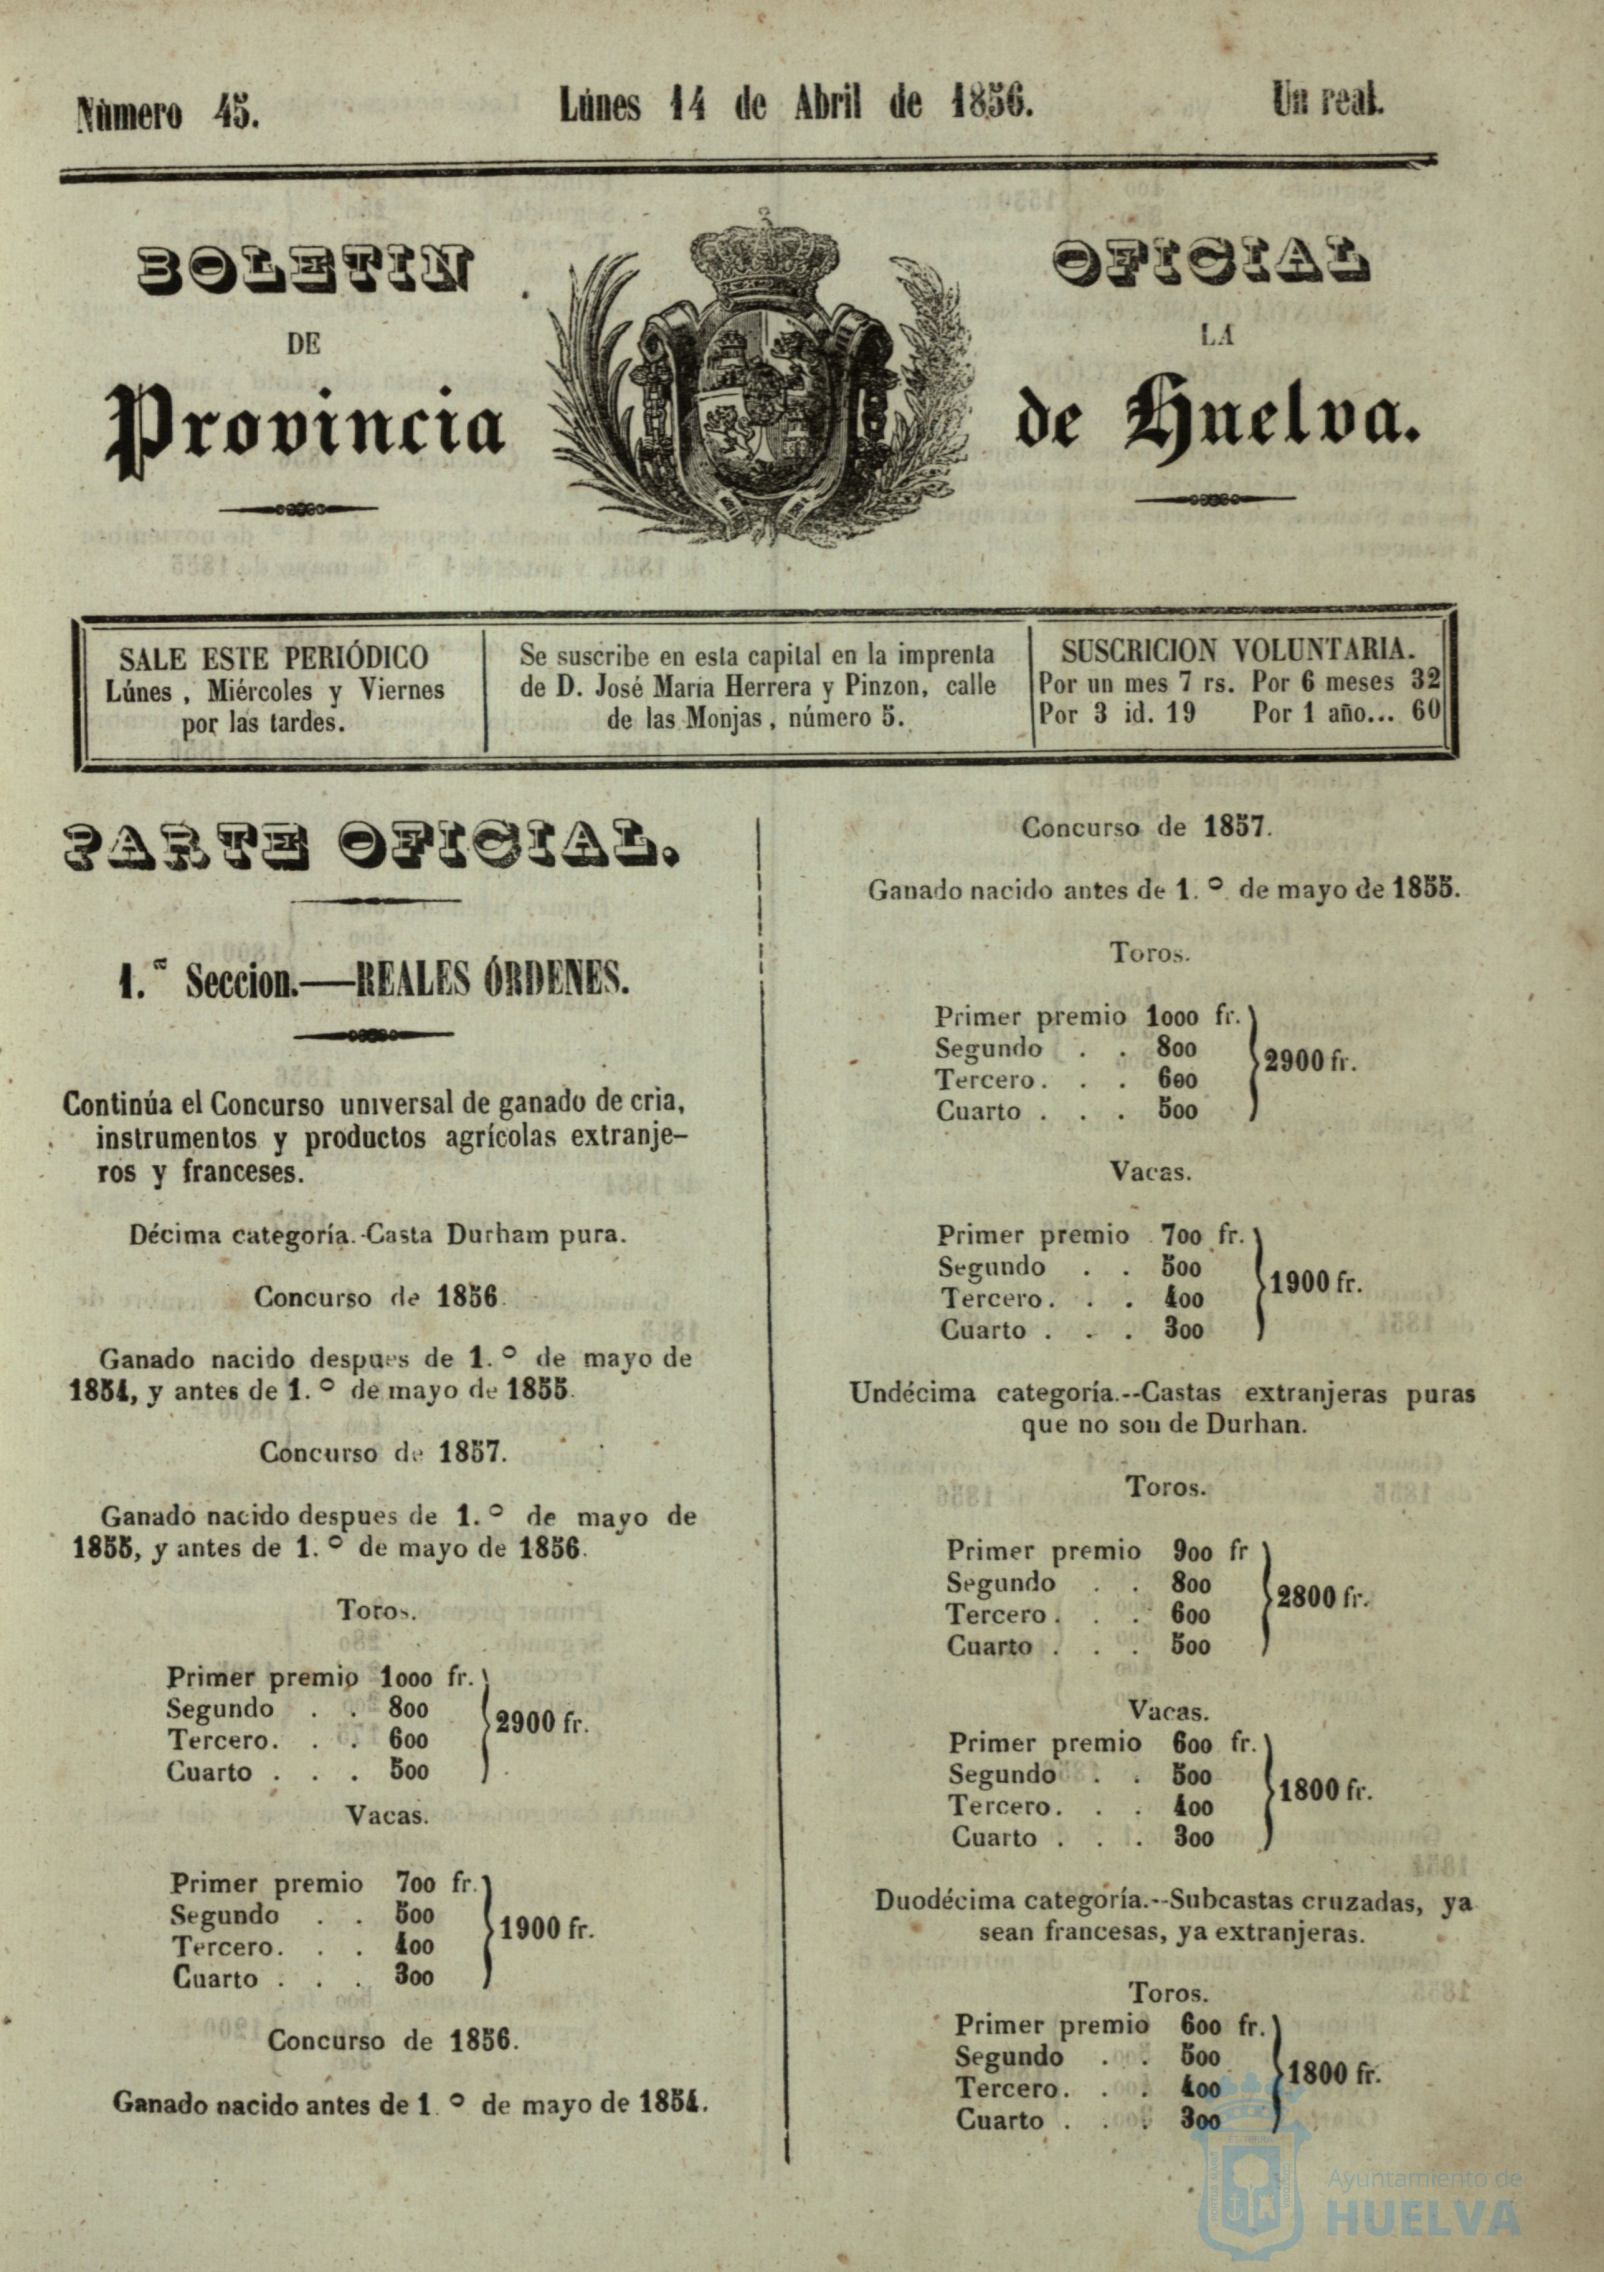 Número 45.
Lúnes 14 de Abril de 1856.
Un real.
BOLETIN OFICIAL
DE LA
Provincia de Huelva.
SALE ESTE PERIÓDICO
Lúnes, Miércoles y Viernes
por las tardes.
Se suscribe en esta capital en la imprenta
de D. José María Herrera y Pinzon, calle
de las Monjas, número 5.
SUSCRICION VOLUNTARIA.
Por un mes 7 rs. Por 6 meses 32
Por 3 id. 19 Por 1 año... 60
PARTE OFICIAL.
1.ª Seccion.—REALES ÓRDENES.
Continúa el Concurso universal de ganado de cria,
instrumentos y productos agrícolas extranje-
ros y franceses.
Décima categoría.-Casta Durham pura.
Concurso de 1856.
Ganado nacido despues de 1.º de mayo de
1854, y antes de 1.º de mayo de 1855.
Concurso de 1857.
Ganado nacido despues de 1.º de mayo de
1855, y antes de 1.º de mayo de 1856.
Toros.
Primer premio 1000 fr.
Segundo . . 800
Tercero. . . 600
Cuarto . . . 500
2900 fr.
Vacas.
Primer premio 700 fr.
Segundo . . 500
Tercero. . . 400
Cuarto . . . 300
1900 fr.
Concurso de 1856.
Ganado nacido antes de 1.º de mayo de 1854.
Concurso de 1857.
Ganado nacido antes de 1.º de mayo de 1855.
Toros.
Primer premio 1000 fr.
Segundo . . 800
Tercero. . . 600
Cuarto . . . 500
2900 fr.
Vacas.
Primer premio 700 fr.
Segundo . . 500
Tercero. . . 400
Cuarto . . . 300
1900 fr.
Undécima categoría.--Castas extranjeras puras
que no son de Durhan.
Toros.
Primer premio 900 fr
Segundo . . 800
Tercero . . . 600
Cuarto . . . 500
2800 fr.
Vacas.
Primer premio 600 fr.
Segundo . . 500
Tercero. . . 400
Cuarto . . . 300
1800 fr.
Duodécima categoría.--Subcastas cruzadas, ya
sean francesas, ya extranjeras.
Toros.
Primer premio 600 fr.
Segundo . . 500
Tercero. . . 400
Cuarto . . . 300
1800 fr.
Ayuntamiento de
HUELVA